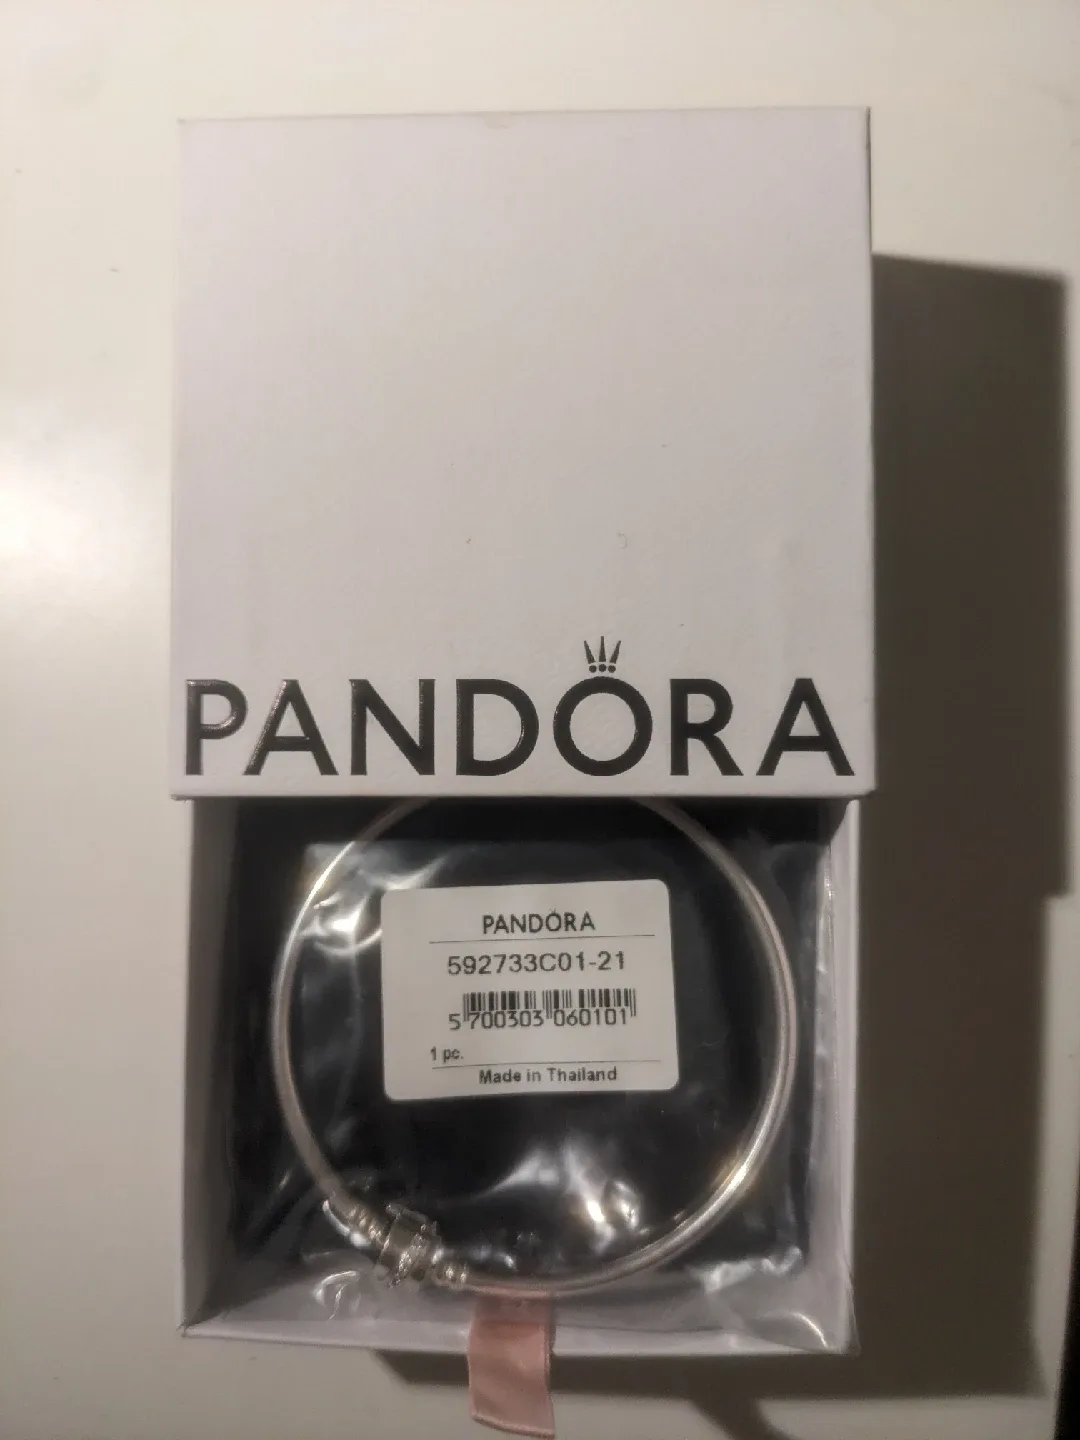 PANDORA
PANDORA
592733C01-21
5 700303 060101
1 pc.
Made in Thailand